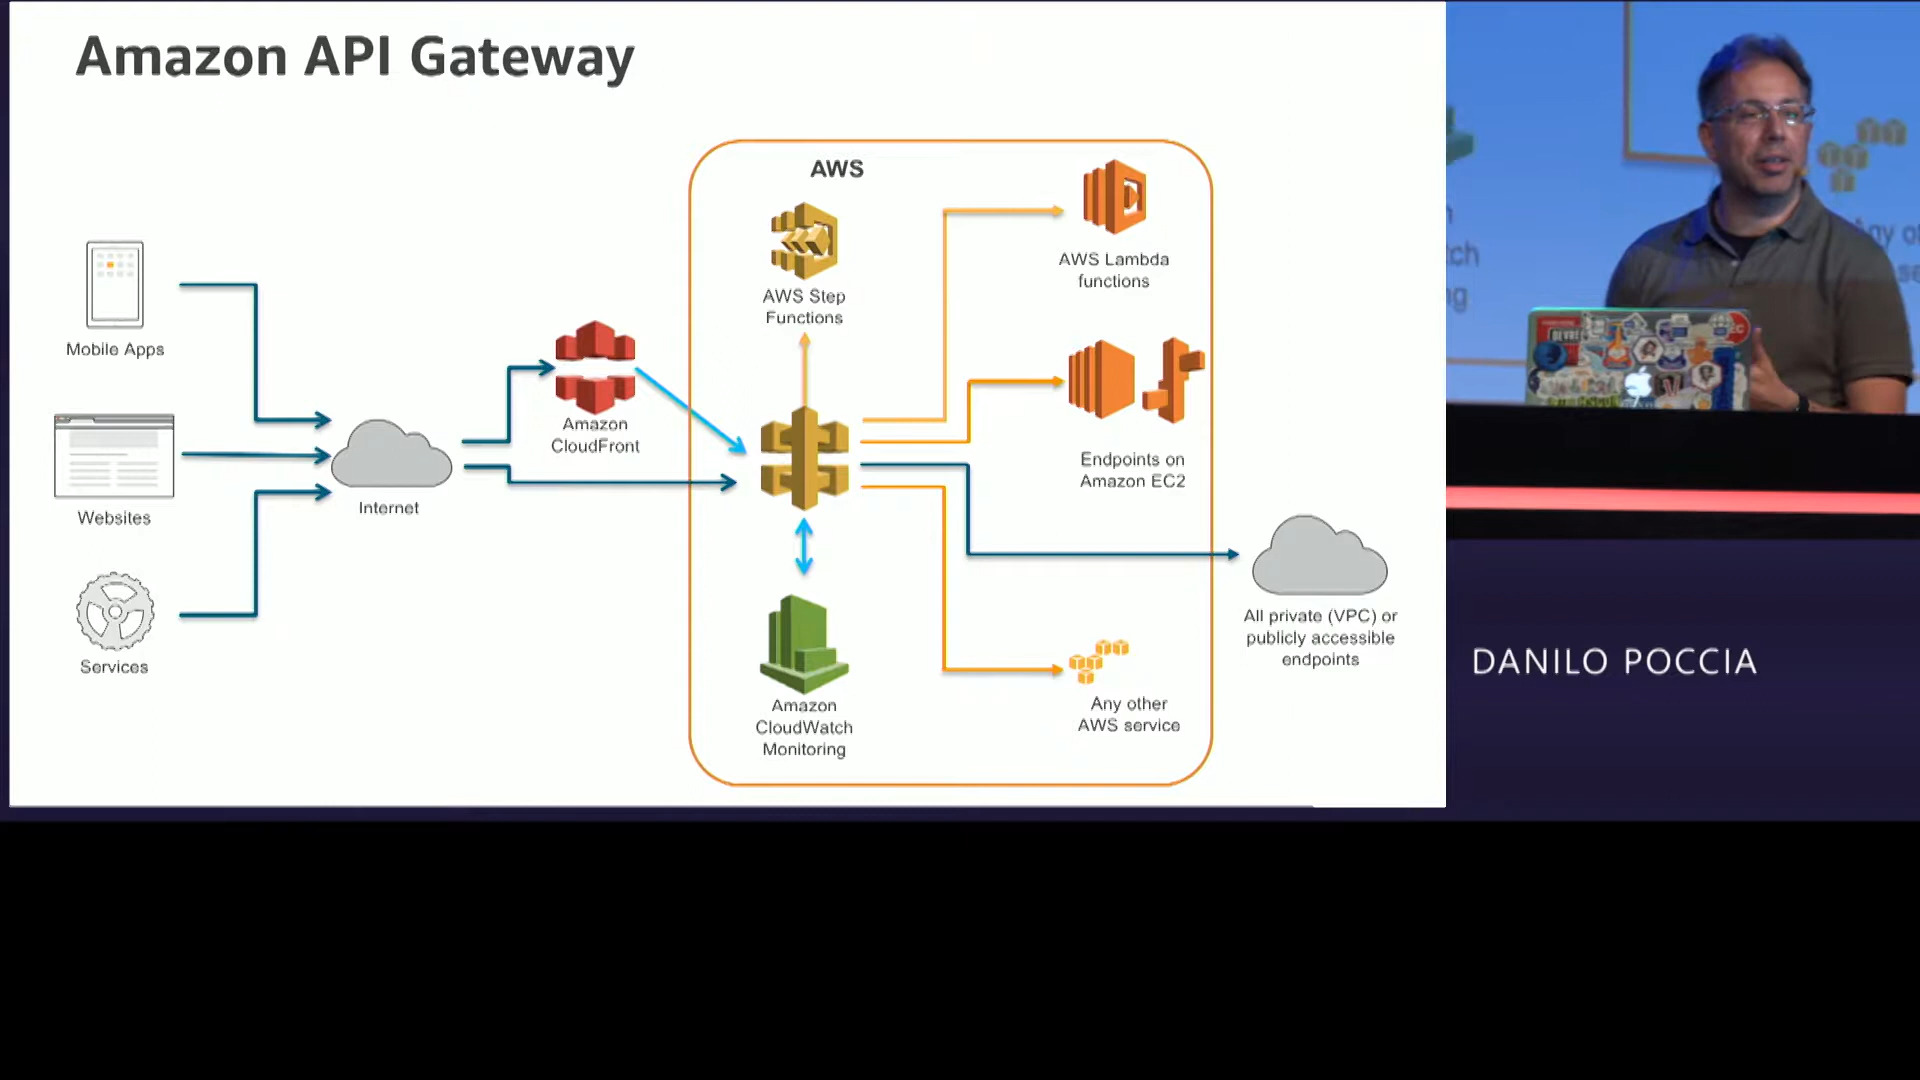 Amazon API Gateway
AWS
AWS Step
Functions
AWS Lambda
functions
Mobile Apps
Amazon
CloudFront
Endpoints on
Amazon EC2
Websites
Internet
All private (VPC) or
publicly accessible
endpoints
Services
Amazon
CloudWatch
Monitoring
Any other
AWS service
DANILO POCCIA